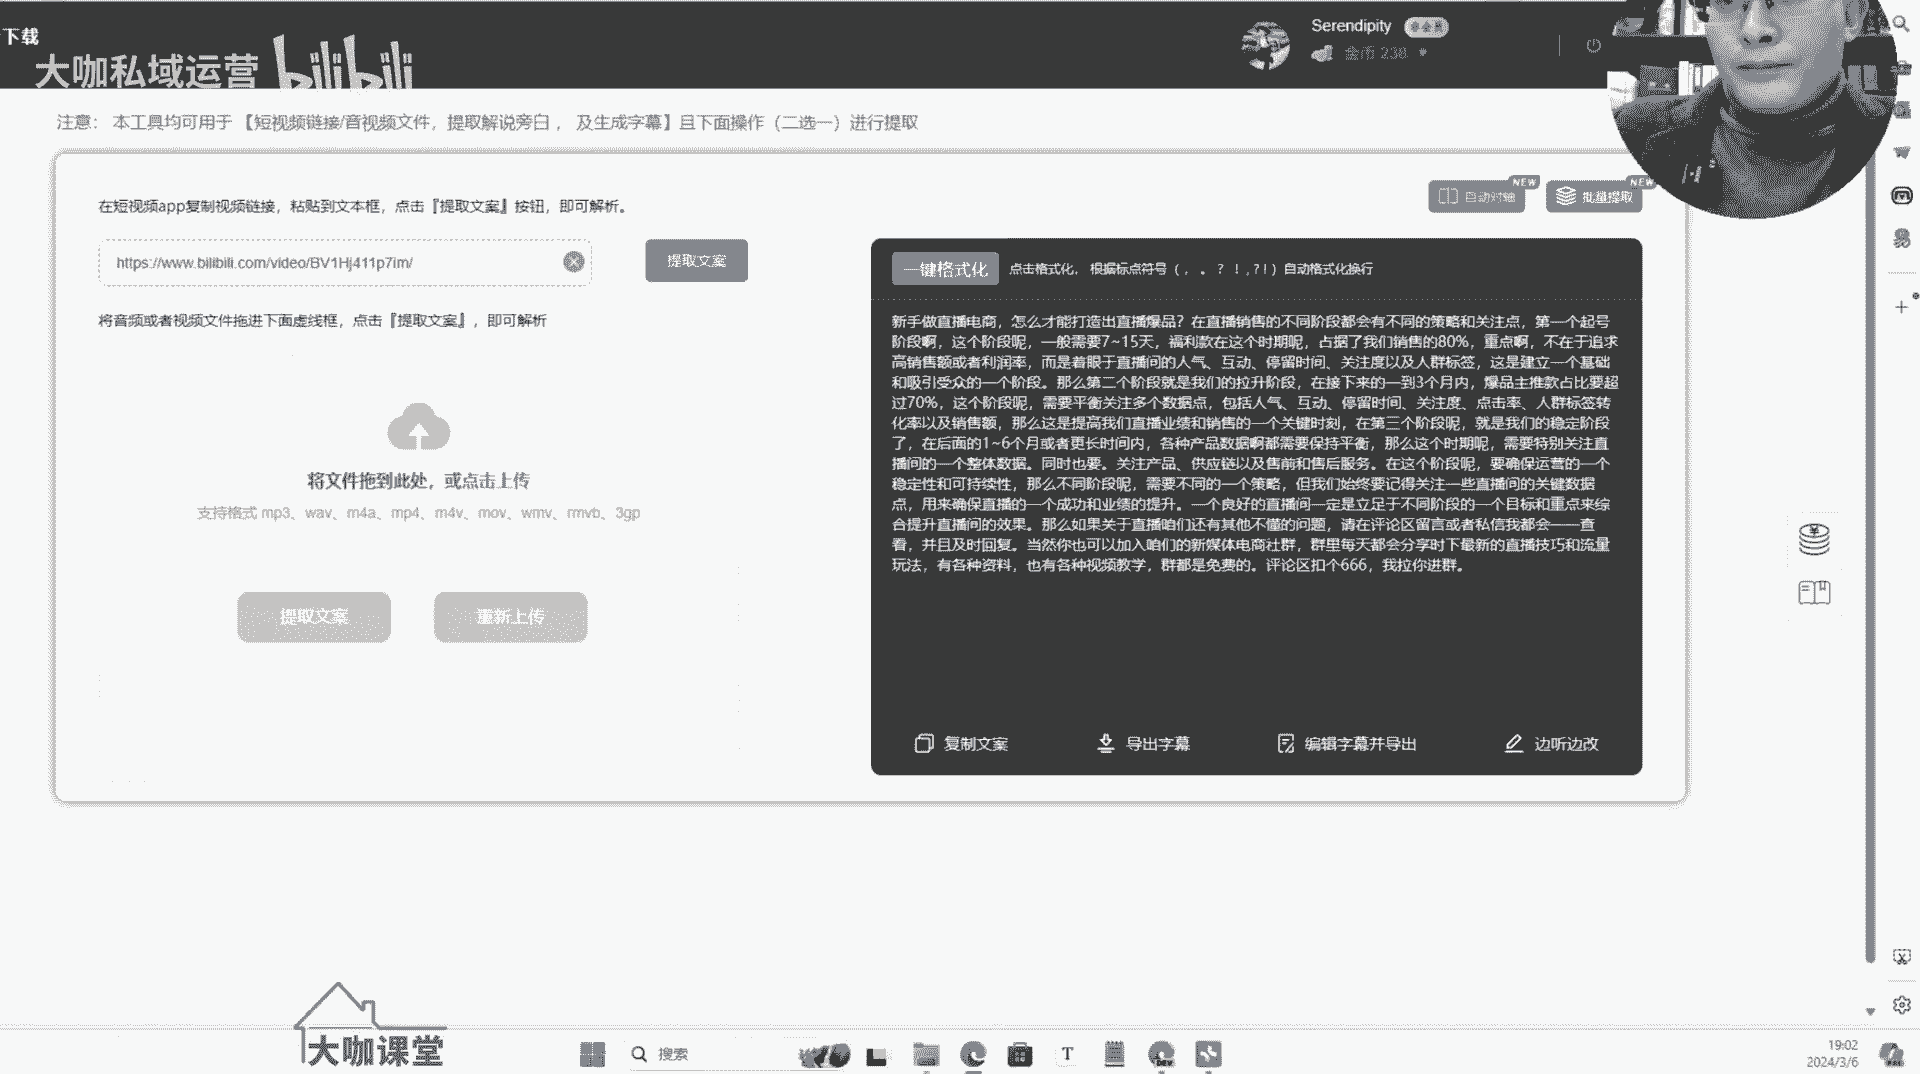 下载
大咖私域运营 bilibili
Serendipity 非会员
金币 238
注意： 本工具均可用于 【短视频链接/音视频文件，提取解说旁白， 及生成字幕】且下面操作（二选一）进行提取
在短视频app复制视频链接，粘贴到文本框，点击『提取文案』按钮，即可解析。
NEW
自动对轴
NEW
批量提取
https://www.bilibili.com/video/BV1Hj411p7im/
提取文案
将音频或者视频文件拖进下面虚线框，点击『提取文案』，即可解析
将文件拖到此处，或点击上传
支持格式 mp3、wav、m4a、mp4、m4v、mov、wmv、rmvb、3gp
提取文案
重新上传
一键格式化
点击格式化， 根据标点符号（， 。？！,?!）自动格式化换行
新手做直播电商，怎么才能打造出直播爆品？在直播销售的不同阶段都会有不同的策略和关注点，第一个起号
阶段啊，这个阶段呢，一般需要7~15天，福利款在这个时期呢，占据了我们销售的80%，重点啊，不在于追求
高销售额或者利润率，而是着眼于直播间的人气、互动、停留时间、关注度以及人群标签，这是建立一个基础
和吸引受众的一个阶段。那么第二个阶段就是我们的拉升阶段，在接下来的一到3个月内，爆品主推款占比要超
过70%，这个阶段呢，需要平衡关注多个数据点，包括人气、互动、停留时间、关注度、点击率、人群标签转
化率以及销售额，那么这是提高我们直播业绩和销售的一个关键时刻，在第三个阶段呢，就是我们的稳定阶段
了，在后面的1~6个月或者更长时间内，各种产品数据啊都需要保持平衡，那么这个时期呢，需要特别关注直
播间的一个整体数据。同时也要。关注产品、供应链以及售前和售后服务。在这个阶段呢，要确保运营的一个
稳定性和可持续性，那么不同阶段呢，需要不同的一个策略，但我们始终要记得关注一些直播间的关键数据
点，用来确保直播的一个成功和业绩的提升。一个良好的直播间一定是立足于不同阶段的一个目标和重点来综
合提升直播间的效果。那么如果关于直播咱们还有其他不懂的问题，请在评论区留言或者私信我都会一一查
看，并且及时回复。当然你也可以加入咱们的新媒体电商社群，群里每天都会分享时下最新的直播技巧和流量
玩法，有各种资料，也有各种视频教学，群都是免费的。评论区扣个666，我拉你进群。
复制文案
导出字幕
编辑字幕并导出
边听边改
大咖课堂
搜索
19:02
2024/3/6